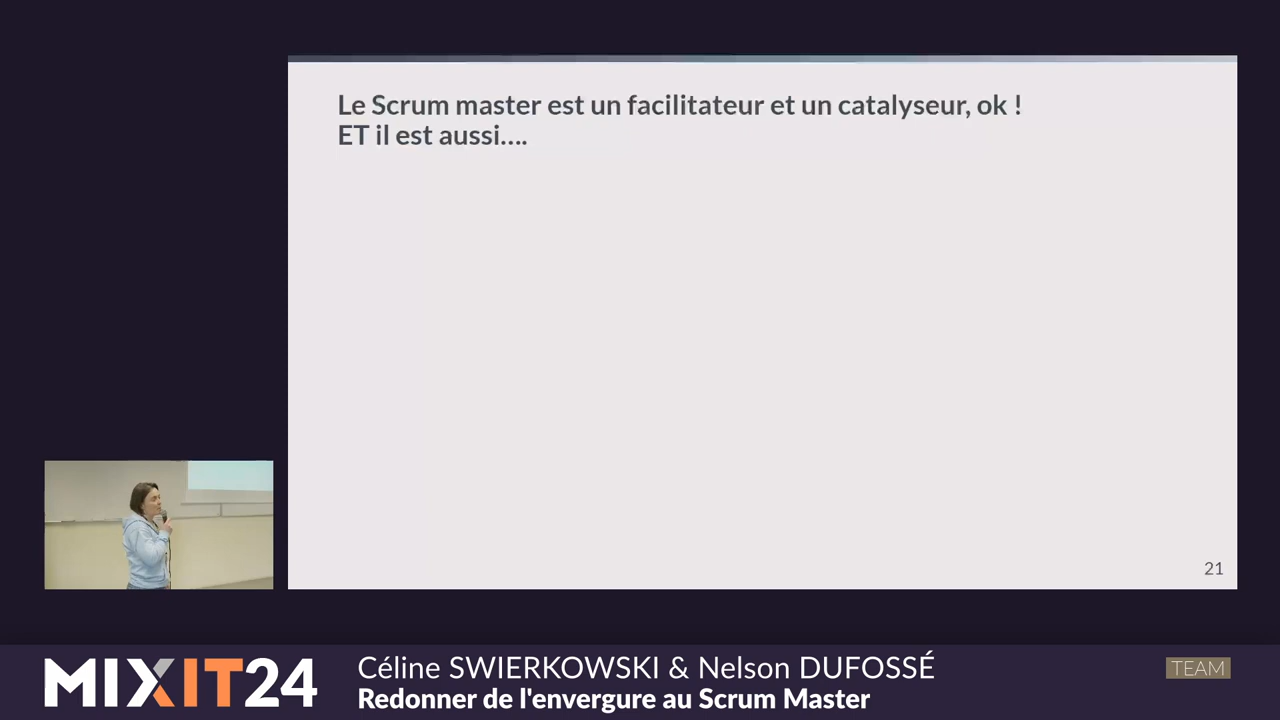 Le Scrum master est un facilitateur et un catalyseur, ok !
ET il est aussi....
21
MIXIT24
Céline SWIERKOWSKI & Nelson DUFOSSÉ
Redonner de l'envergure au Scrum Master
TEAM